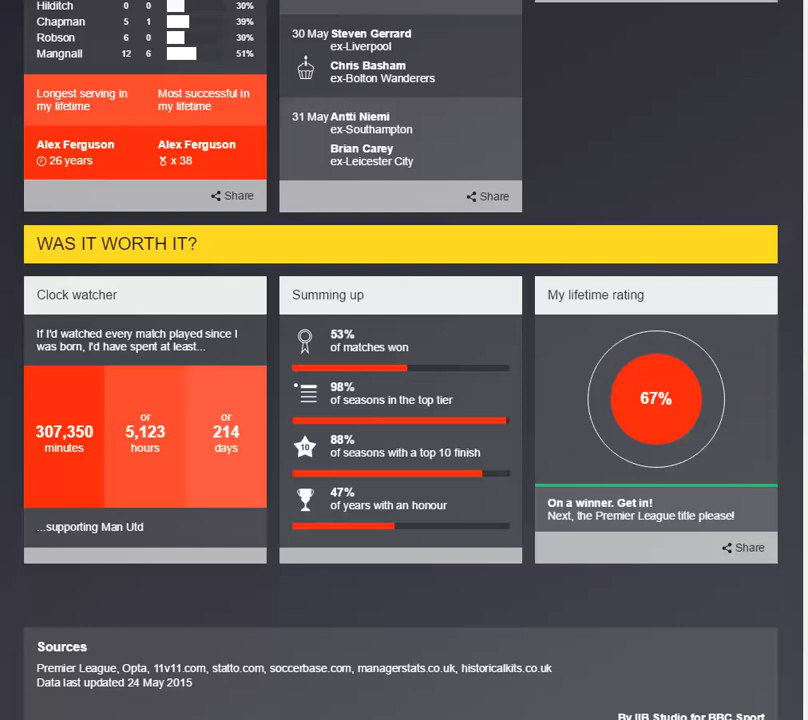 Hilditch 0 0 30%
Chapman 5 1 39%
Robson 6 0 30%
Mangnall 12 6 51%
Longest serving in
my lifetime
Most successful in
my lifetime
Alex Ferguson
26 years
Alex Ferguson
x 38
Share
30 May Steven Gerrard
ex-Liverpool
Chris Basham
ex-Bolton Wanderers
31 May Antti Niemi
ex-Southampton
Brian Carey
ex-Leicester City
Share
WAS IT WORTH IT?
Clock watcher
If I'd watched every match played since I
was born, I'd have spent at least...
307,350
minutes
or
5,123
hours
or
214
days
...supporting Man Utd
Summing up
53%
of matches won
98%
of seasons in the top tier
10
88%
of seasons with a top 10 finish
47%
of years with an honour
My lifetime rating
67%
On a winner. Get in!
Next, the Premier League title please!
Share
Sources
Premier League, Opta, 11v11.com, statto.com, soccerbase.com, managerstats.co.uk, historicalkits.co.uk
Data last updated 24 May 2015
By IIB Studio for BBC Sport